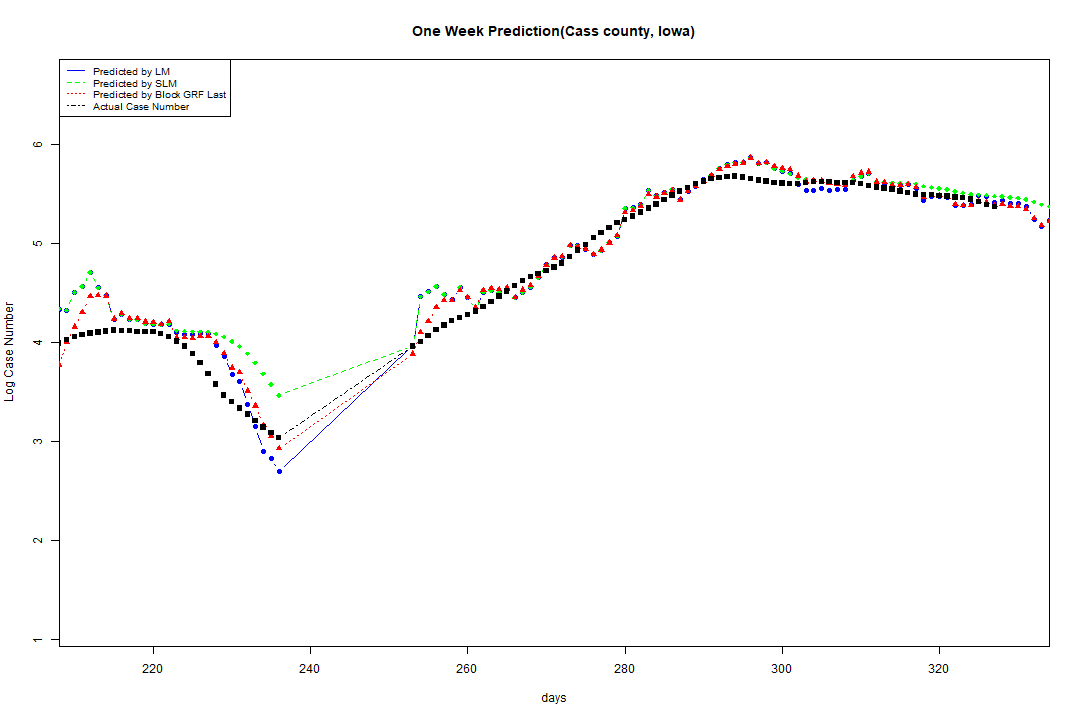 One Week Prediction(Cass county, Iowa)
Predicted by LM
Predicted by SLM
Predicted by Block GRF Last
Actual Case Number
Log Case Number
6
5
4
3
2
1
220 240 260 280 300 320
days